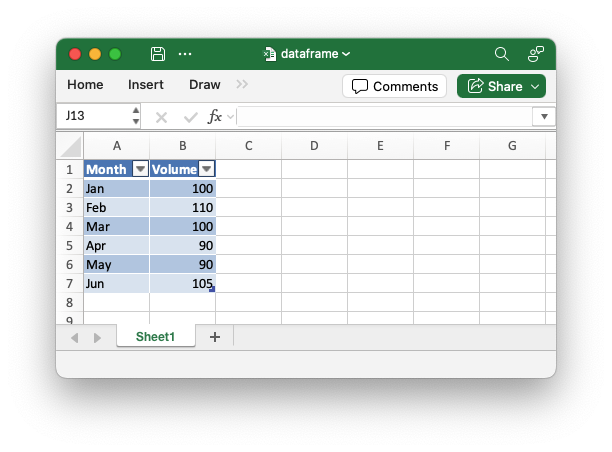 dataframe
Home Insert Draw Comments Share
J13 fx
A B C D E F G
1 Month Volume
2 Jan 100
3 Feb 110
4 Mar 100
5 Apr 90
6 May 90
7 Jun 105
8
9
Sheet1 +